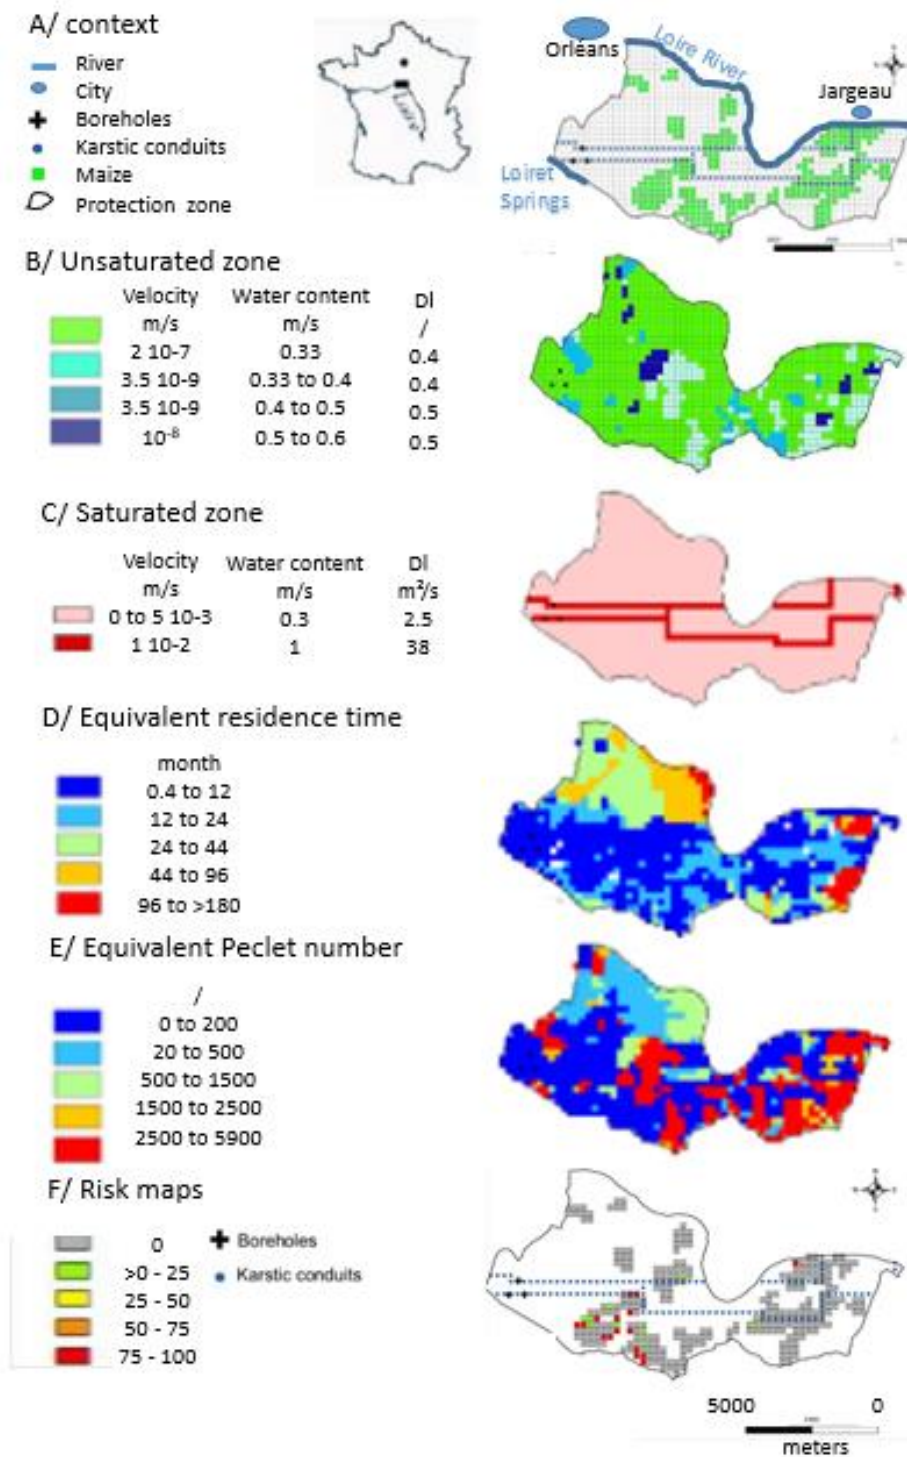 A/ context
River
City
Boreholes
Karstic conduits
Maize
Protection zone
Orléans
Loire River
Jargeau
Loiret
Springs
B/ Unsaturated zone
Velocity Water content Dl
m/s m/s /
2 10-7 0.33 0.4
3.5 10-9 0.33 to 0.4 0.4
3.5 10-9 0.4 to 0.5 0.5
10-8 0.5 to 0.6 0.5
C/ Saturated zone
Velocity Water content Dl
m/s m/s m²/s
0 to 5 10-3 0.3 2.5
1 10-2 1 38
D/ Equivalent residence time
month
0.4 to 12
12 to 24
24 to 44
44 to 96
96 to >180
E/ Equivalent Peclet number
/
0 to 200
20 to 500
500 to 1500
1500 to 2500
2500 to 5900
F/ Risk maps
0
>0 - 25
25 - 50
50 - 75
75 - 100
Boreholes
Karstic conduits
5000 0
meters